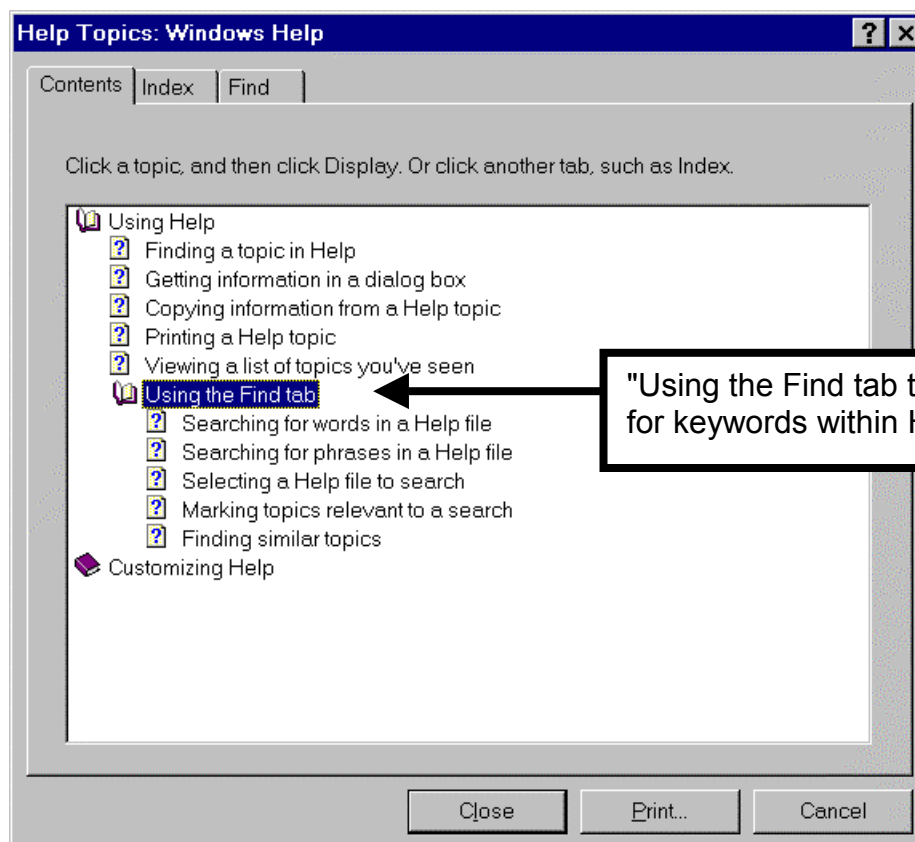 Help Topics: Windows Help
Contents Index Find
Click a topic, and then click Display. Or click another tab, such as Index.
Using Help
Finding a topic in Help
Getting information in a dialog box
Copying information from a Help topic
Printing a Help topic
Viewing a list of topics you've seen
Using the Find tab
Searching for words in a Help file
Searching for phrases in a Help file
Selecting a Help file to search
Marking topics relevant to a search
Finding similar topics
Customizing Help
"Using the Find tab
for keywords within
Close Print... Cancel